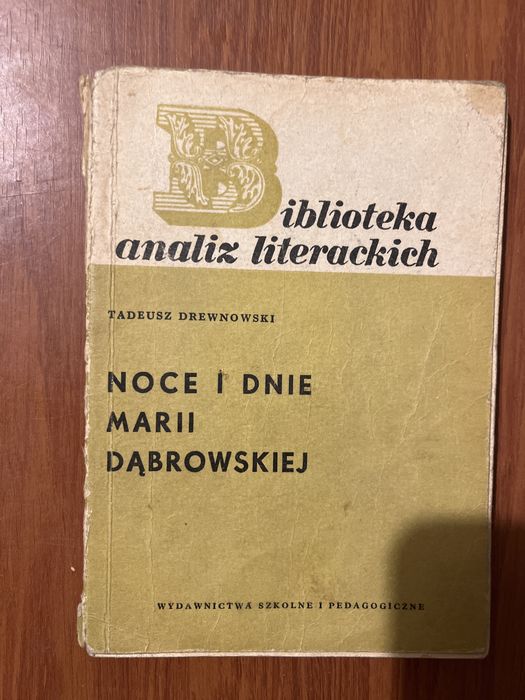 Biblioteka
analiz literackich
TADEUSZ DREWNOWSKI
NOCE I DNIE
MARII
DĄBROWSKIEJ
WYDAWNICTWA SZKOLNE I PEDAGOGICZNE